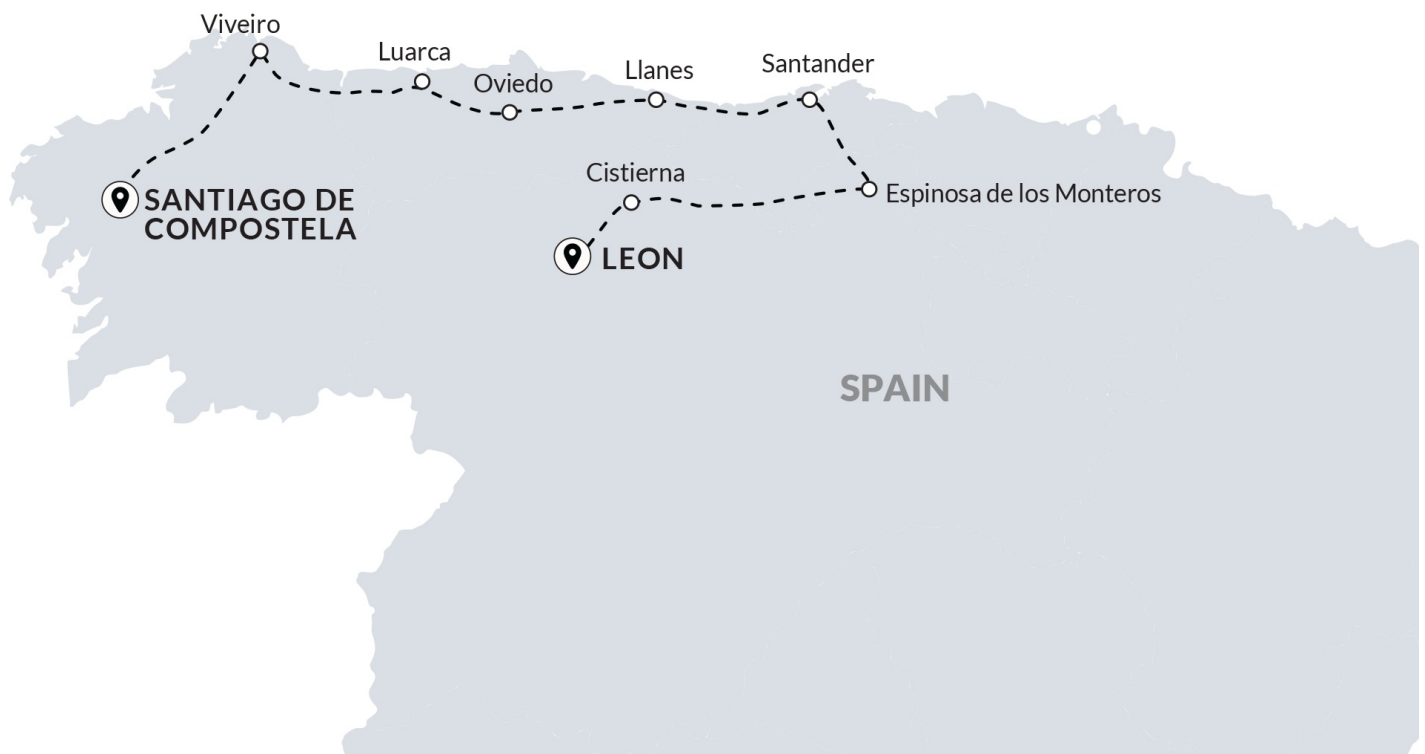 Viveiro
Luarca
Oviedo
Llanes
Santander
Cistierna
Espinosa de los Monteros
SANTIAGO DE
COMPOSTELA
LEON
SPAIN